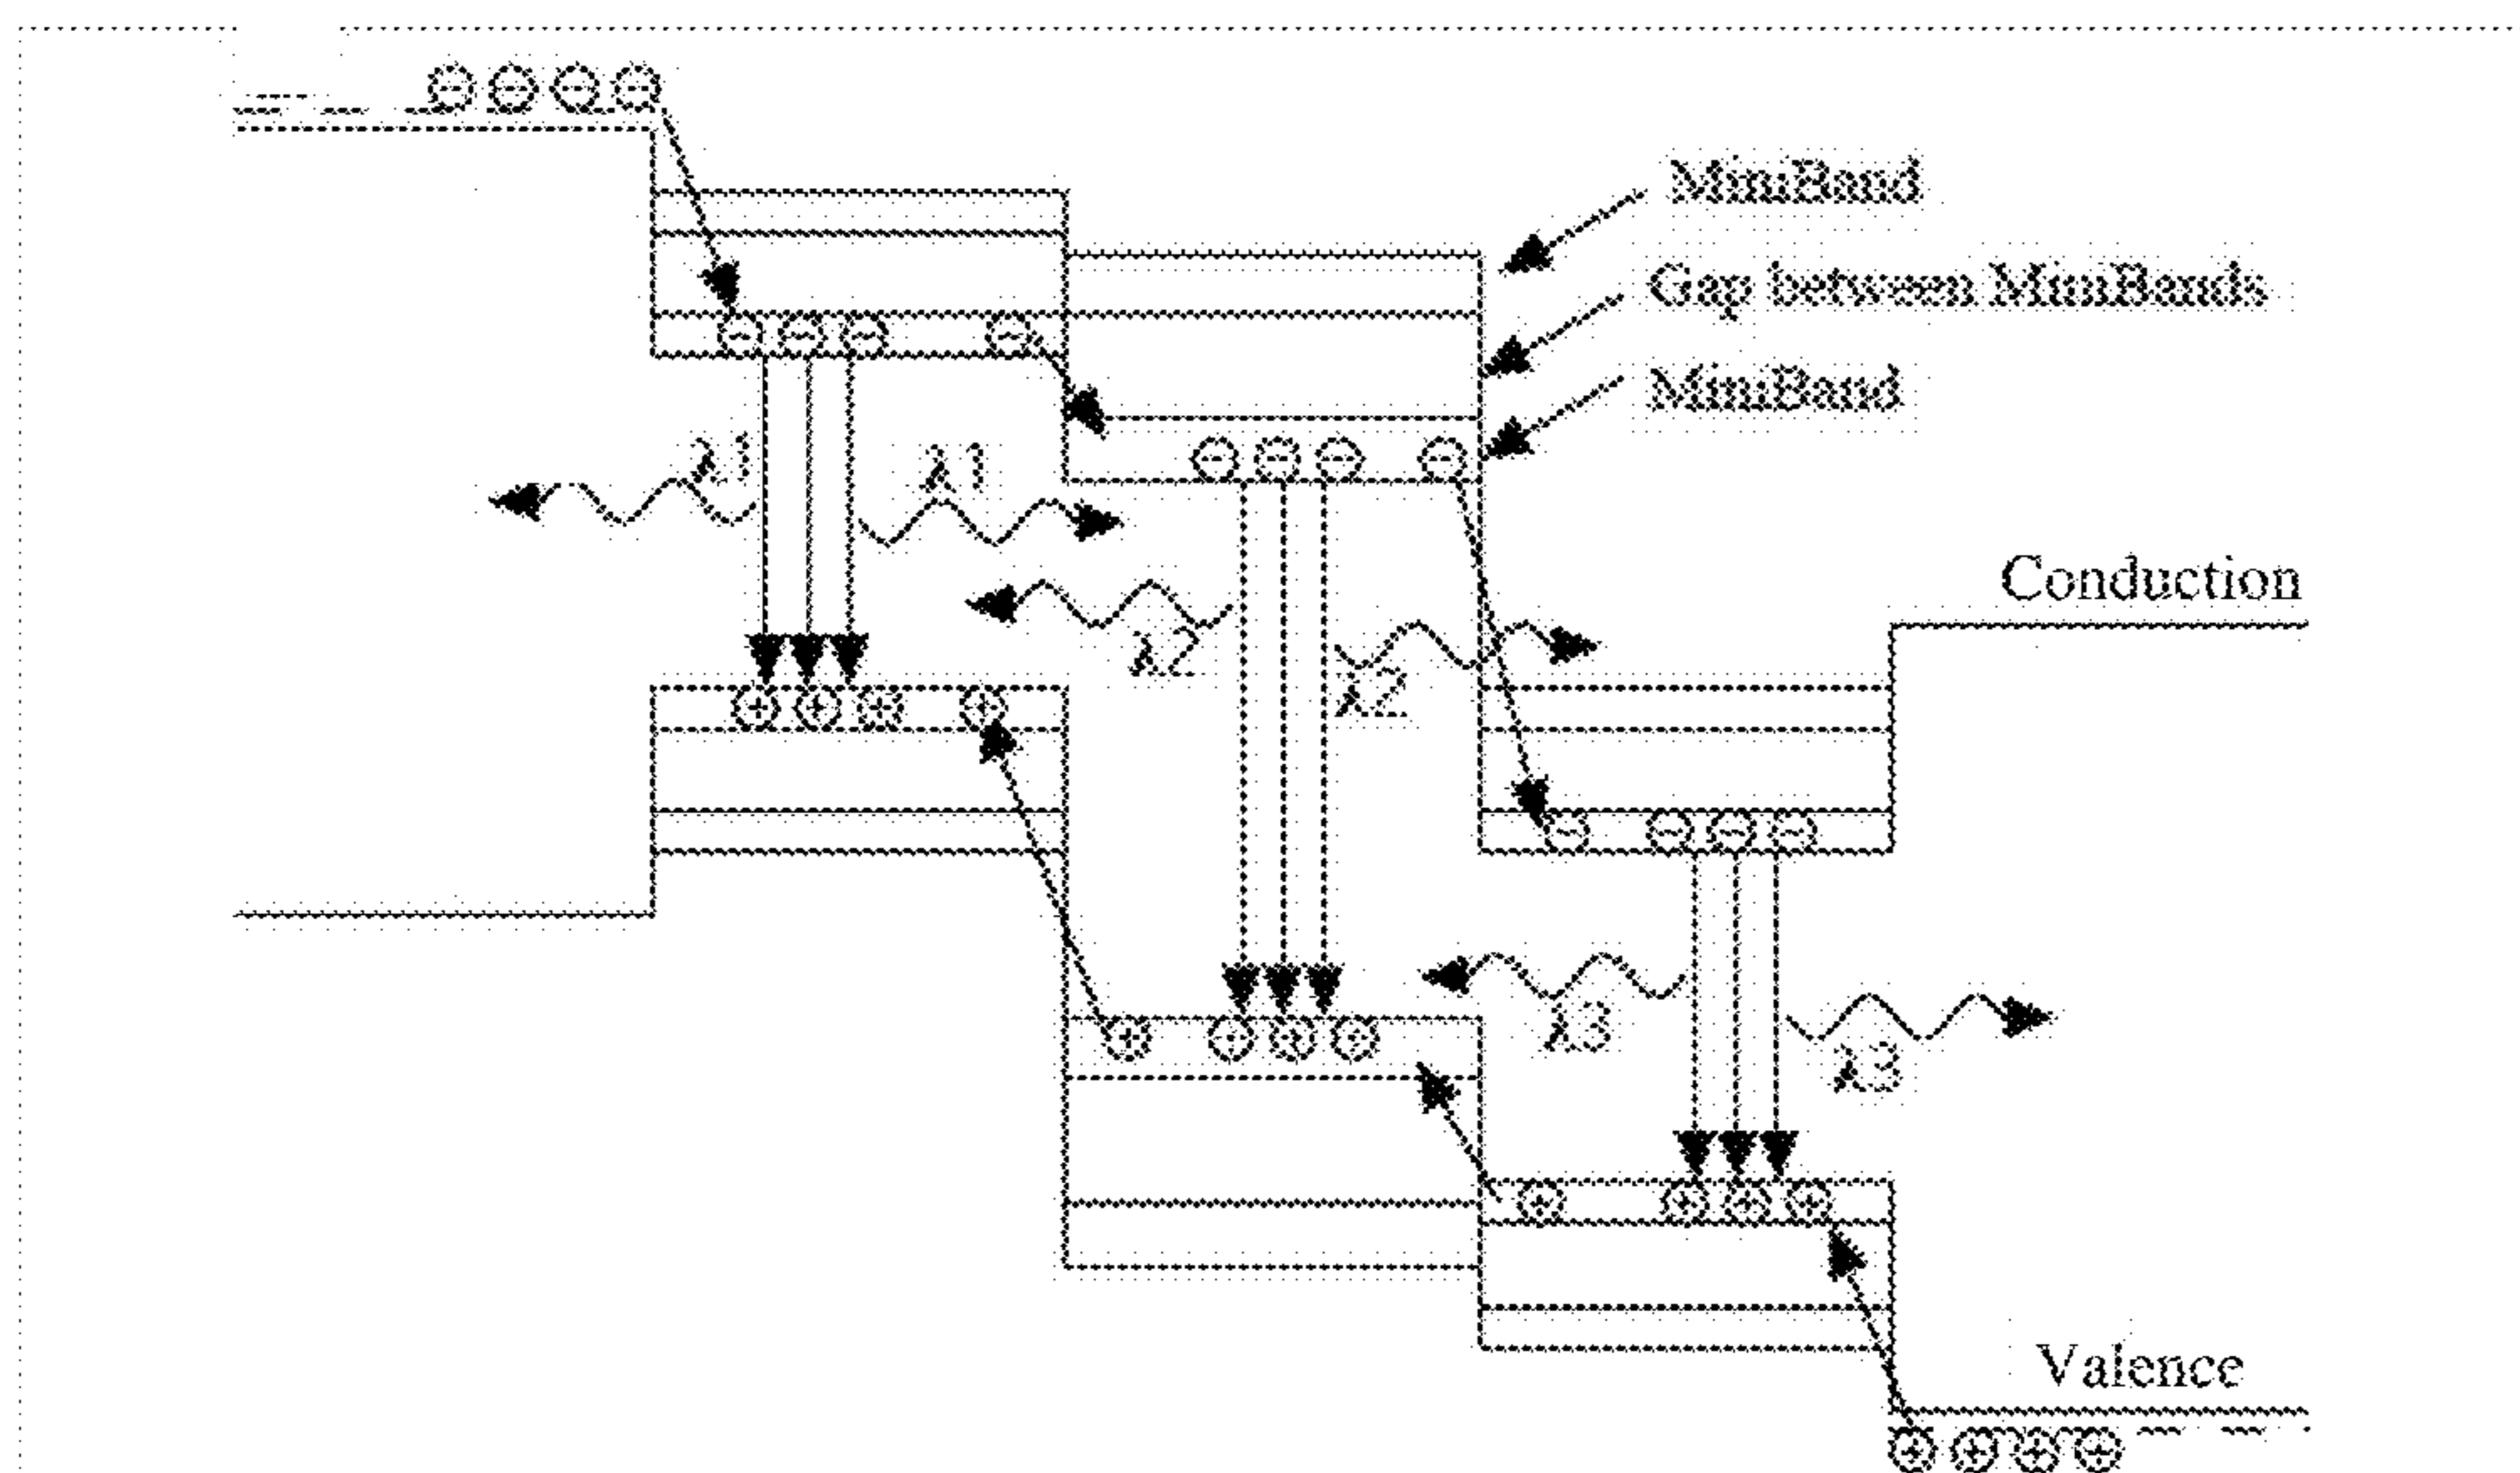 MiniBand
Gap between MiniBands
MiniBand
λ1
λ1
Conduction
λ2
λ2
λ3
λ3
Valence